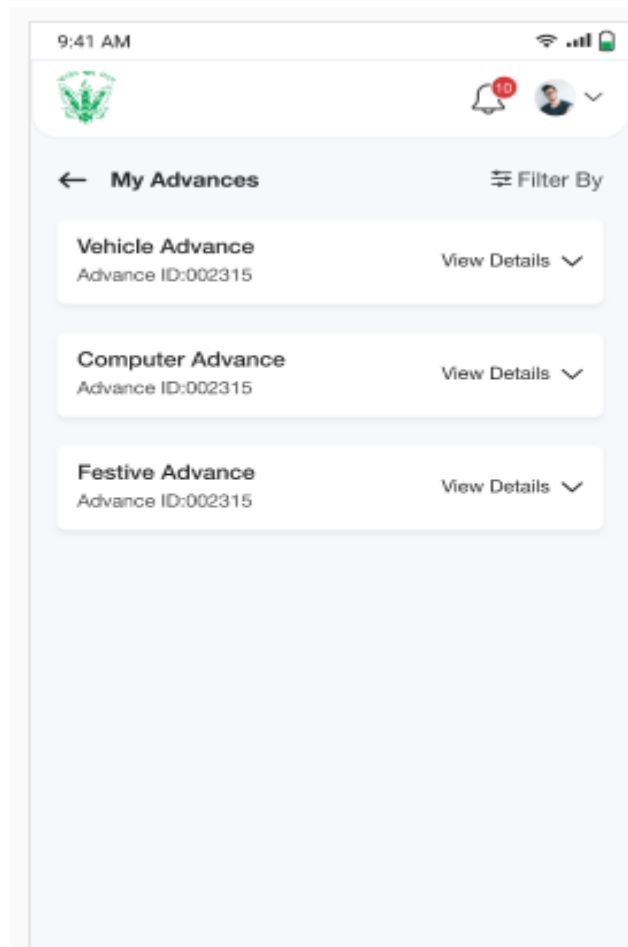 9:41 AM
10
My Advances
Filter By
Vehicle Advance
Advance ID:002315
View Details
Computer Advance
Advance ID:002315
View Details
Festive Advance
Advance ID:002315
View Details